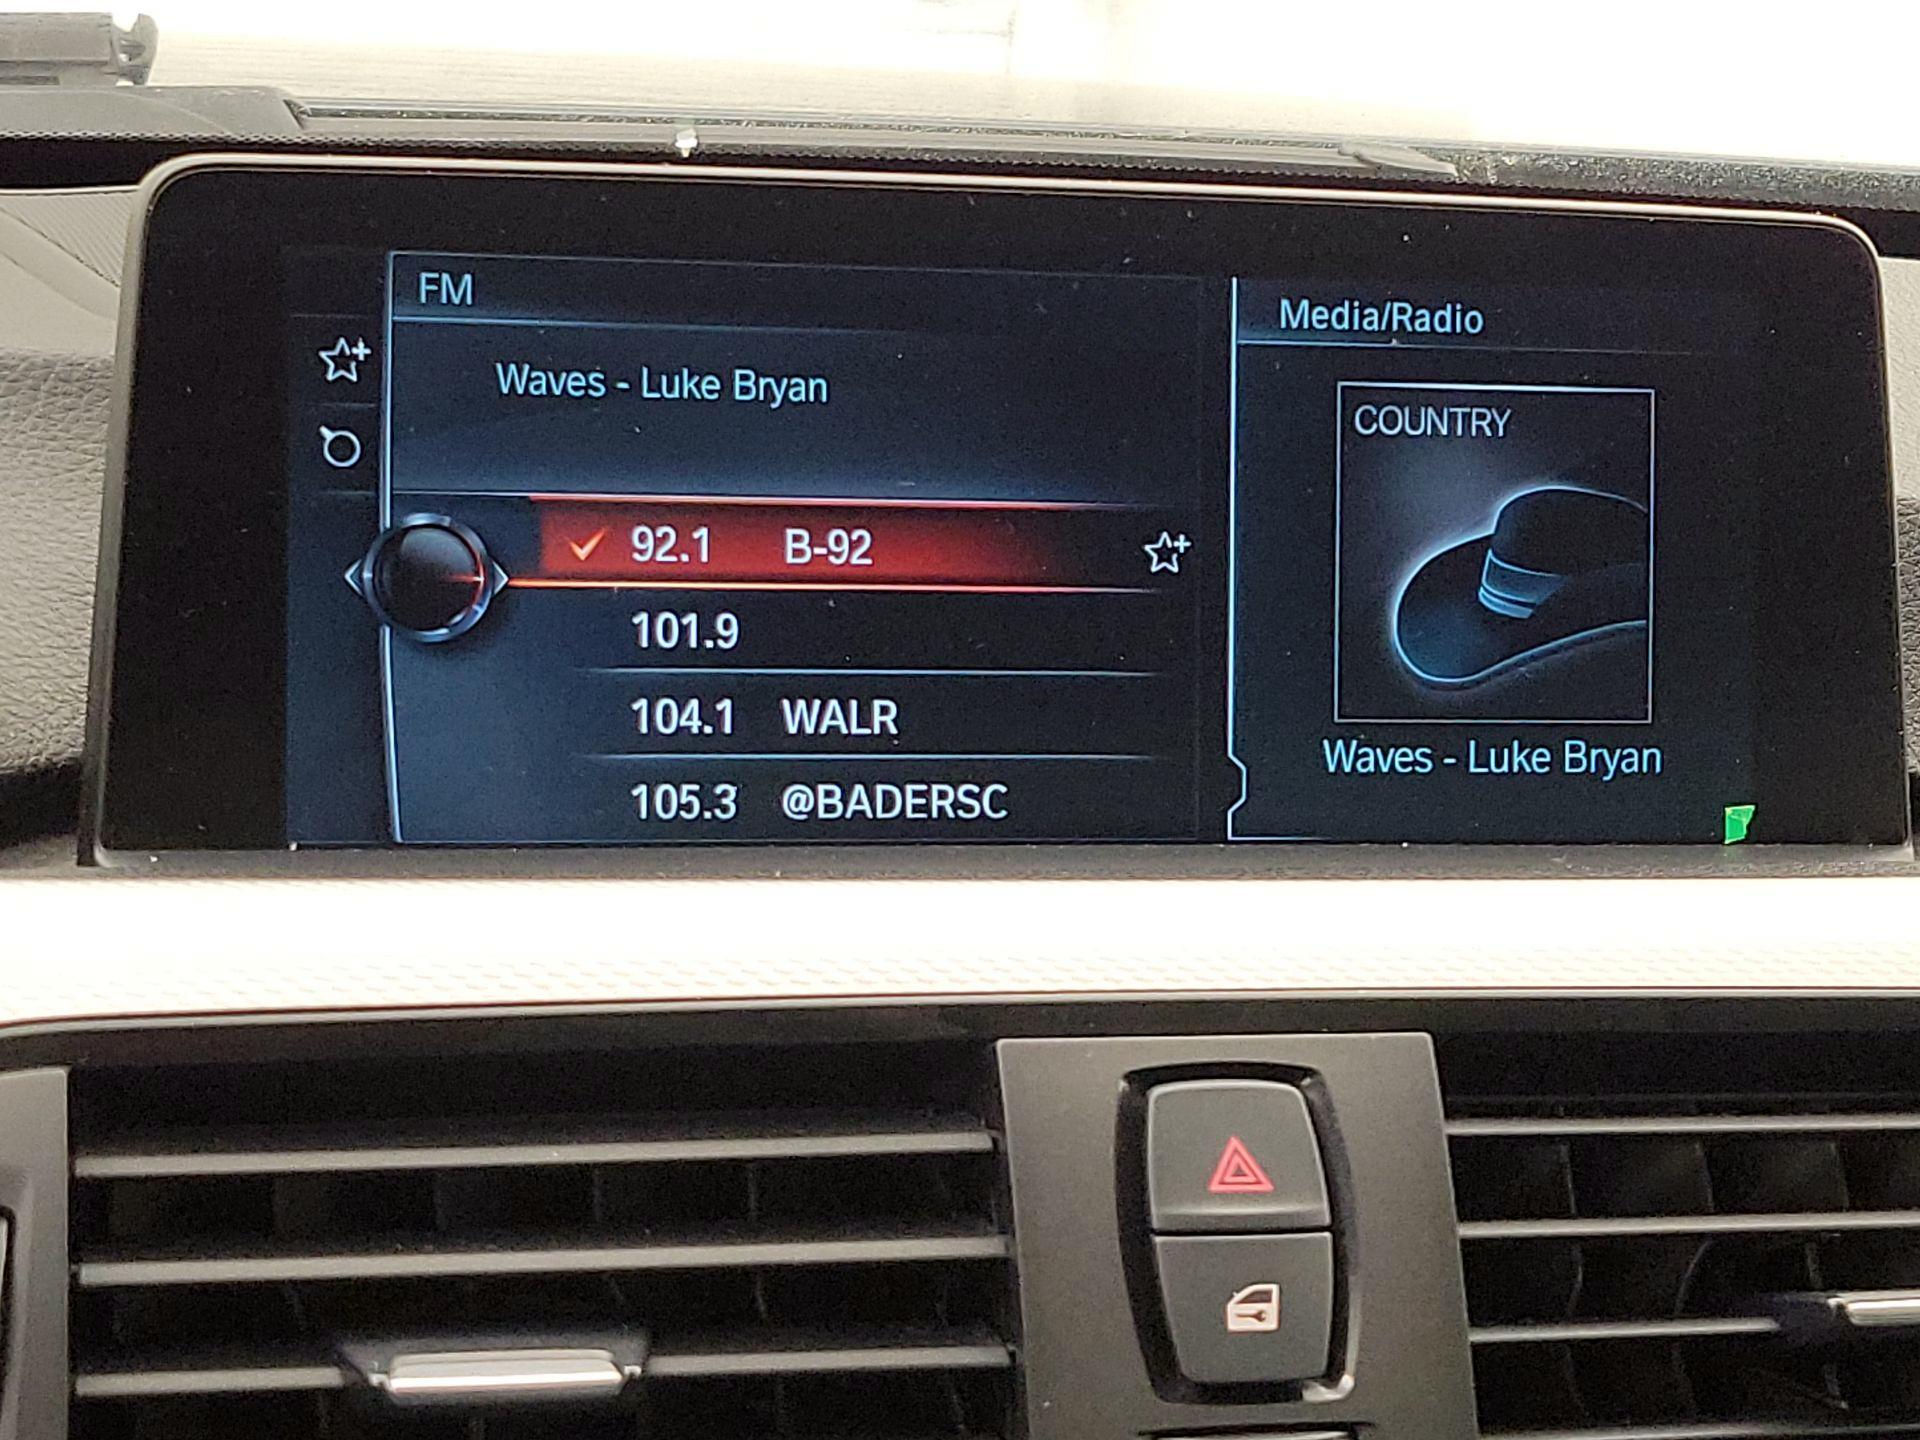 FM
Waves - Luke Bryan
92.1 B-92
101.9
104.1 WALR
105.3 @BADERSC
Media/Radio
COUNTRY
Waves - Luke Bryan